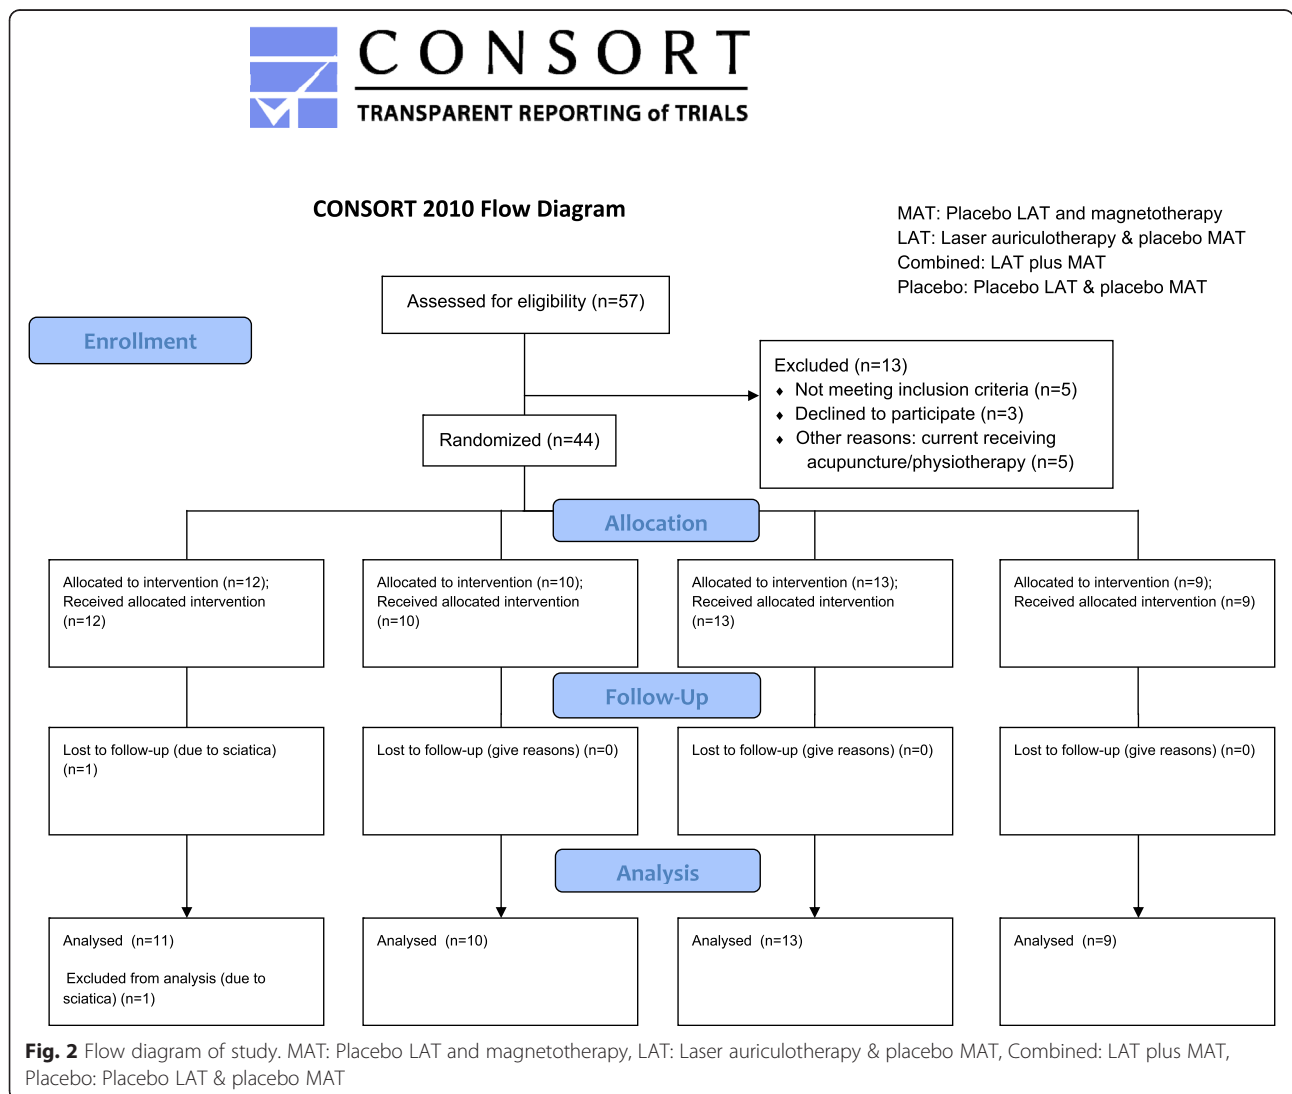 CONSORT
TRANSPARENT REPORTING of TRIALS
CONSORT 2010 Flow Diagram
MAT: Placebo LAT and magnetotherapy
LAT: Laser auriculotherapy & placebo MAT
Combined: LAT plus MAT
Placebo: Placebo LAT & placebo MAT
Assessed for eligibility (n=57)
Enrollment
Excluded (n=13)
♦ Not meeting inclusion criteria (n=5)
♦ Declined to participate (n=3)
♦ Other reasons: current receiving
acupuncture/physiotherapy (n=5)
Randomized (n=44)
Allocation
Allocated to intervention (n=12);
Received allocated intervention
(n=12)
Allocated to intervention (n=10);
Received allocated intervention
(n=10)
Allocated to intervention (n=13);
Received allocated intervention
(n=13)
Allocated to intervention (n=9);
Received allocated intervention (n=9)
Follow-Up
Lost to follow-up (due to sciatica)
(n=1)
Lost to follow-up (give reasons) (n=0)
Lost to follow-up (give reasons) (n=0)
Lost to follow-up (give reasons) (n=0)
Analysis
Analysed (n=11)
Excluded from analysis (due to
sciatica) (n=1)
Analysed (n=10)
Analysed (n=13)
Analysed (n=9)
Fig. 2 Flow diagram of study. MAT: Placebo LAT and magnetotherapy, LAT: Laser auriculotherapy & placebo MAT, Combined: LAT plus MAT,
Placebo: Placebo LAT & placebo MAT